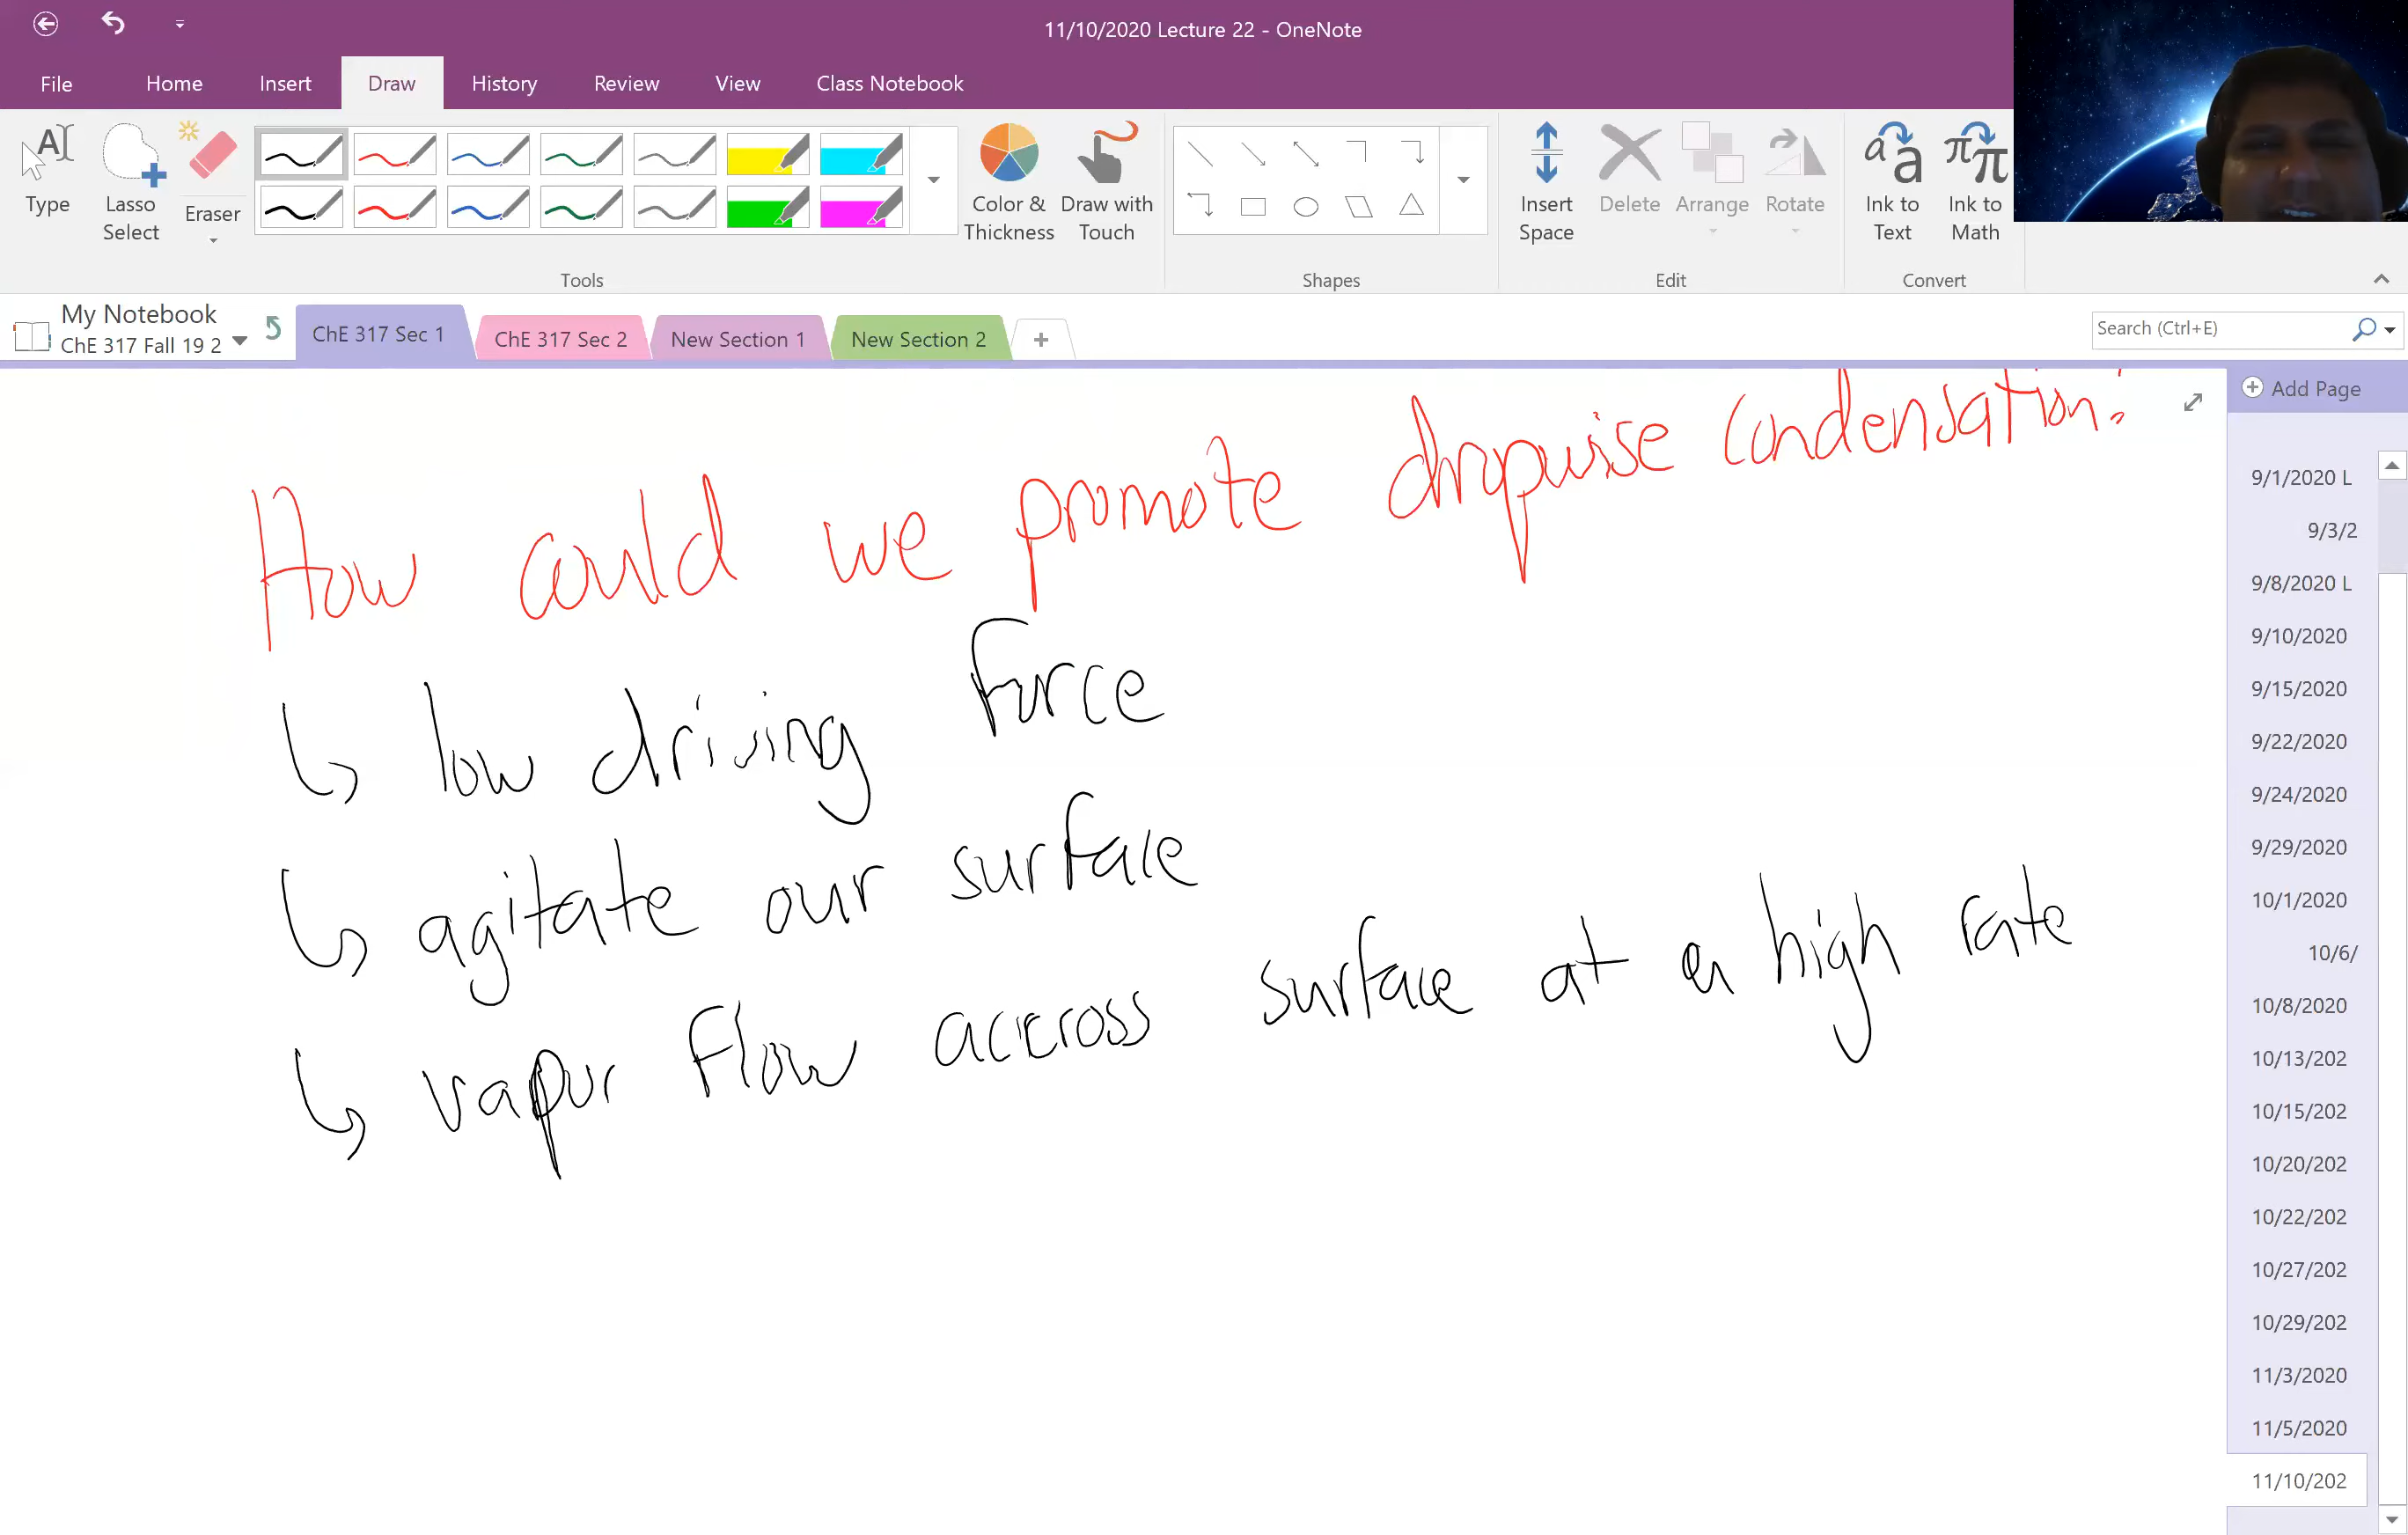 11/10/2020 Lecture 22 - OneNote
File Home Insert Draw History Review View Class Notebook
Type
Lasso Select
Eraser
Color & Thickness
Draw with Touch
Insert Space
Delete
Arrange
Rotate
Ink to Text
Ink to Math
Tools Shapes Edit Convert
My Notebook
ChE 317 Fall 19 2
ChE 317 Sec 1
ChE 317 Sec 2
New Section 1
New Section 2
Search (Ctrl+E)
How could we promote dropwise condensation?
↳ low driving force
↳ agitate our surface
↳ vapor flow accross surface at a high rate
Add Page
9/1/2020 L
9/3/2
9/8/2020 L
9/10/2020
9/15/2020
9/22/2020
9/24/2020
9/29/2020
10/1/2020
10/6/
10/8/2020
10/13/202
10/15/202
10/20/202
10/22/202
10/27/202
10/29/202
11/3/2020
11/5/2020
11/10/202